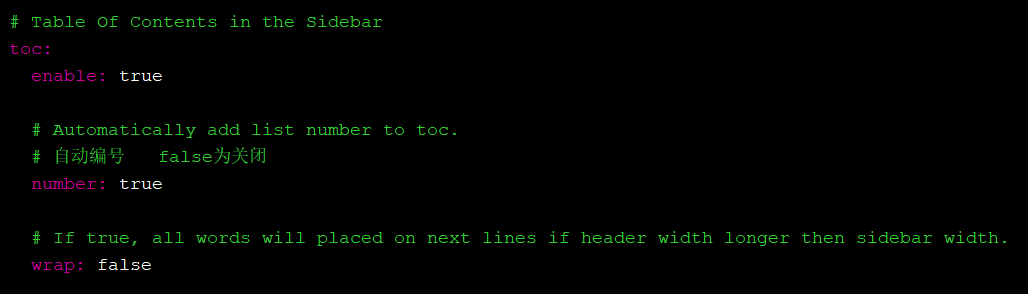 # Table Of Contents in the Sidebar
toc:
  enable: true
  # Automatically add list number to toc.
  # 自动编号   false为关闭
  number: true
  # If true, all words will placed on next lines if header width longer then sidebar width.
  wrap: false